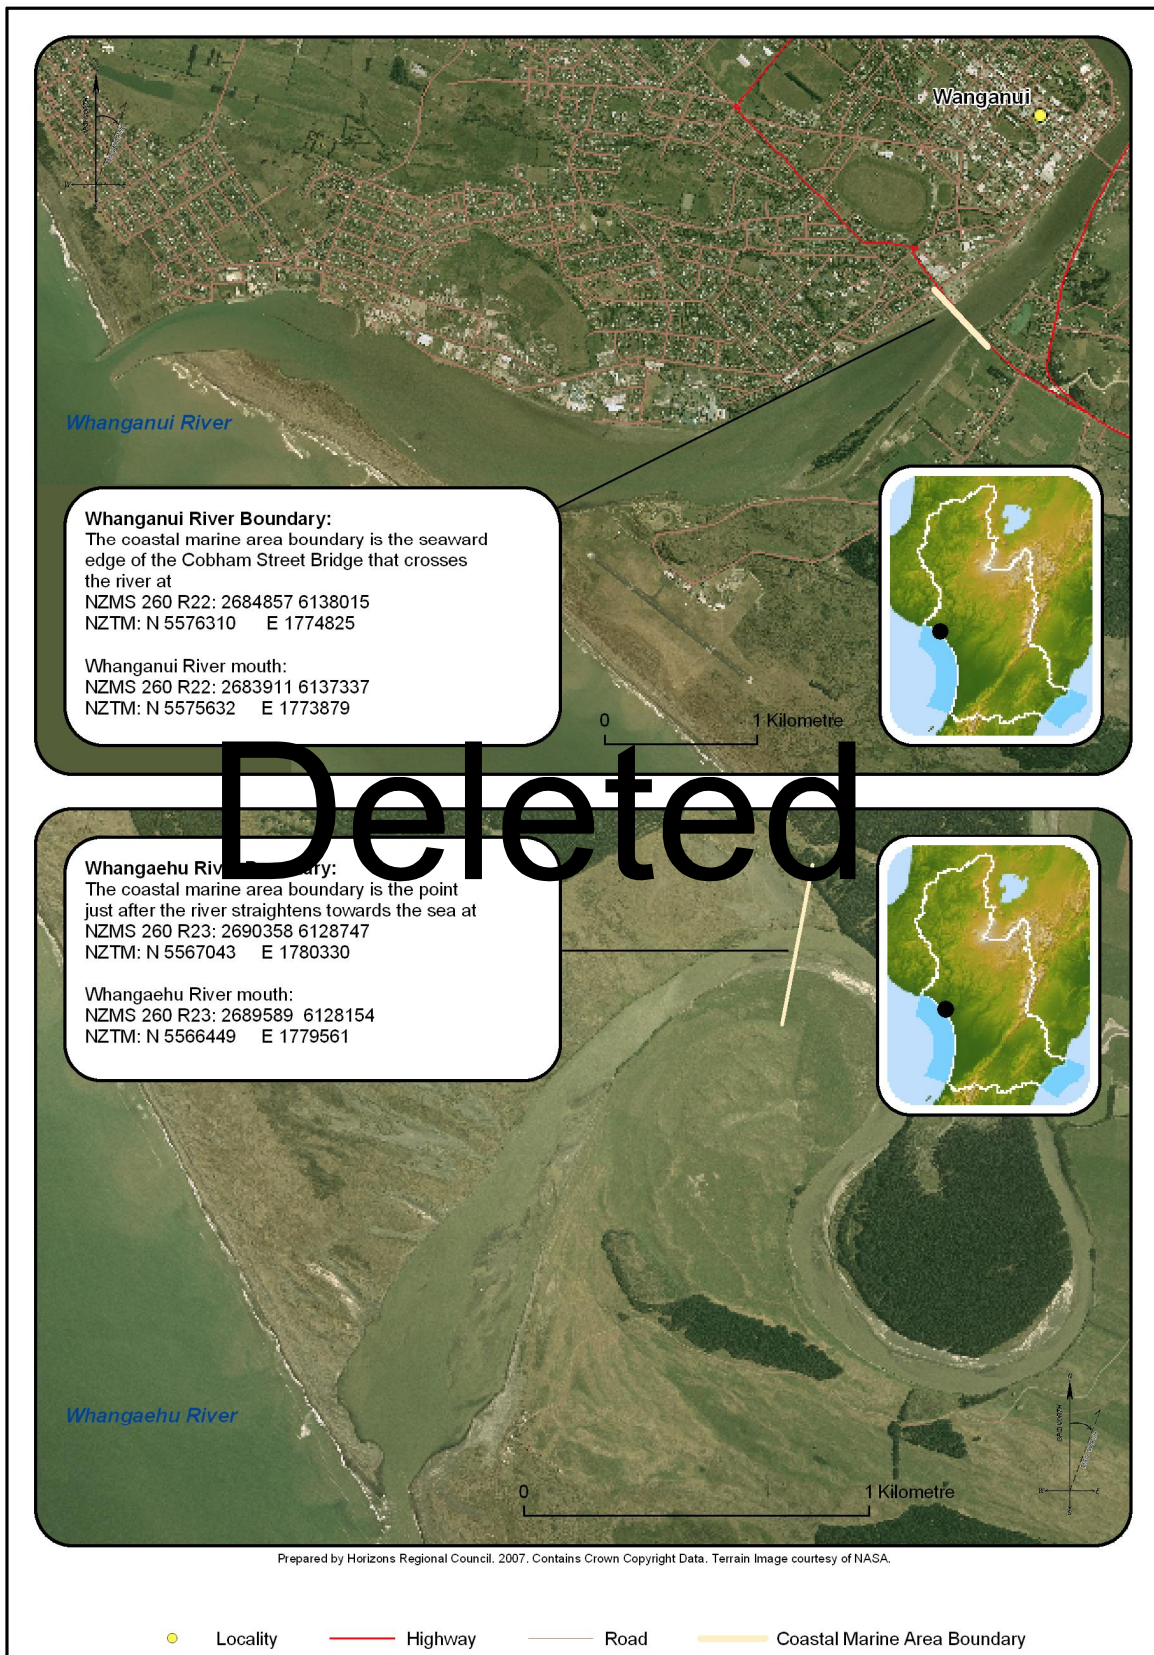 Wanganui
Whanganui River
Whanganui River Boundary:
The coastal marine area boundary is the seaward
edge of the Cobham Street Bridge that crosses
the river at
NZMS 260 R22: 2684857 6138015
NZTM: N 5576310 E 1774825
Whanganui River mouth:
NZMS 260 R22: 2683911 6137337
NZTM: N 5575632 E 1773879
0 1 Kilometre
Deleted
Whangaehu River Boundary:
The coastal marine area boundary is the point
just after the river straightens towards the sea at
NZMS 260 R23: 2690358 6128747
NZTM: N 5567043 E 1780330
Whangaehu River mouth:
NZMS 260 R23: 2689589 6128154
NZTM: N 5566449 E 1779561
Whangaehu River
GRID NORTH
0 1 Kilometre
Prepared by Horizons Regional Council. 2007. Contains Crown Copyright Data. Terrain Image courtesy of NASA.
Locality Highway Road Coastal Marine Area Boundary